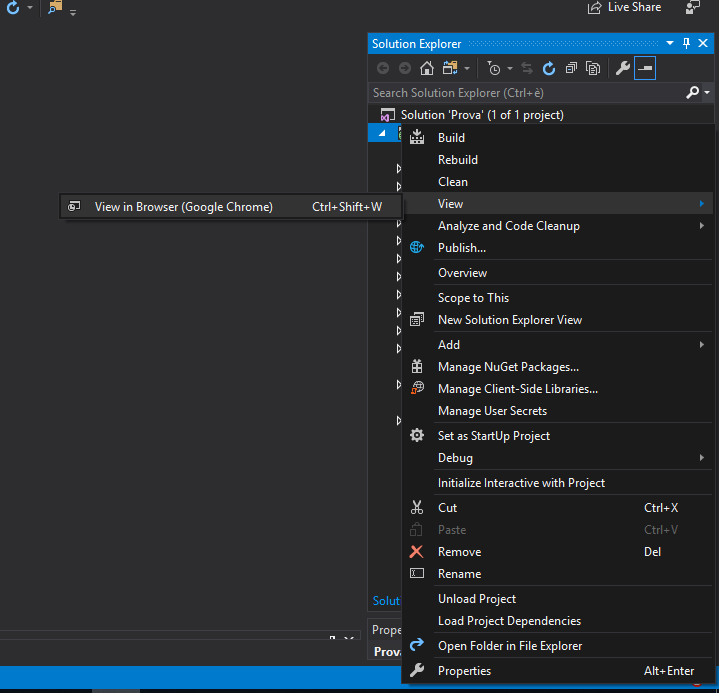 Live Share
Solution Explorer
Search Solution Explorer (Ctrl+è)
Solution 'Prova' (1 of 1 project)
Build
Rebuild
Clean
View
View in Browser (Google Chrome) Ctrl+Shift+W
Analyze and Code Cleanup
Publish...
Overview
Scope to This
New Solution Explorer View
Add
Manage NuGet Packages...
Manage Client-Side Libraries...
Manage User Secrets
Set as StartUp Project
Debug
Initialize Interactive with Project
Cut Ctrl+X
Paste Ctrl+V
Remove Del
Rename
Unload Project
Load Project Dependencies
Open Folder in File Explorer
Properties Alt+Enter
Solut
Prope
Prova